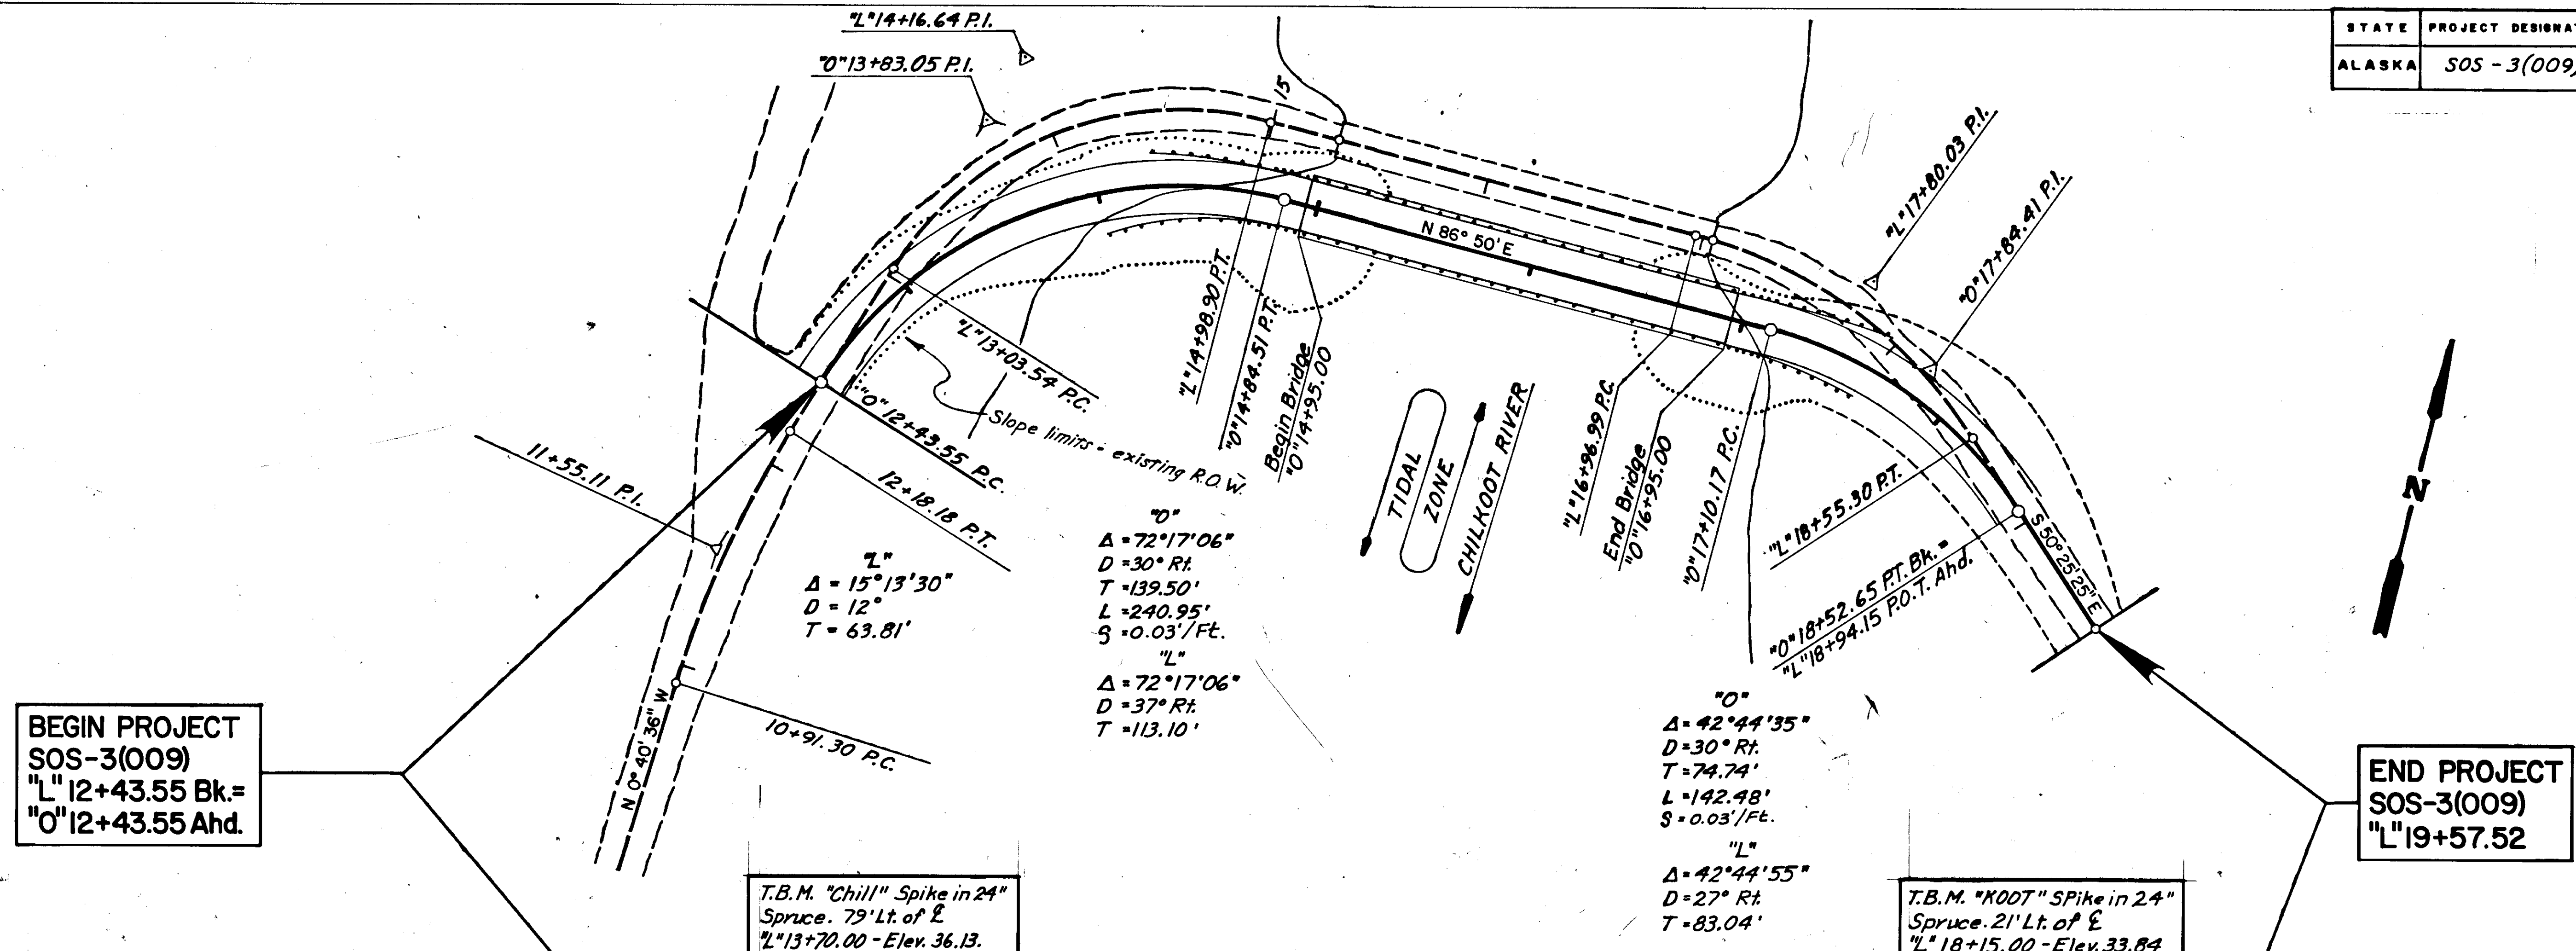 "L" 14+16.64 P.I.
"O" 13+83.05 P.I.
15
STATE
ALASKA
PROJECT
SOS - 3(009)
"L" 17+80.03 P.I.
"O" 17+84.41 P.I.
N 86° 50' E
"L" 13+03.54 P.C.
"O" 12+43.55 P.C.
Slope limits - existing R.O.W.
"L" 14+98.90 P.T.
"O" 14+84.51 P.T.
Begin Bridge
"O" 14+95.00
TIDAL
ZONE
CHILKOOT RIVER
"L" 16+96.99 P.C.
End Bridge
"O" 16+95.00
"O" 17+10.17 P.C.
"L" 18+55.30 P.T.
"O" 18+52.65 P.T. Bk. =
"L" 18+94.15 P.O.T. Ahd.
S 50° 25' 25" E
N
11+55.11 P.I.
12+18.18 P.T.
10+91.30 P.C.
N 0° 40' 36" W
"L"
Δ = 15°13'30"
D = 12°
T = 63.81'
"O"
Δ = 72°17'06"
D = 30° Rt.
T = 139.50'
L = 240.95'
S = 0.03'/Ft.
"L"
Δ = 72°17'06"
D = 37° Rt.
T = 113.10'
"O"
Δ = 42°44'35"
D = 30° Rt.
T = 74.74'
L = 142.48'
S = 0.03'/Ft.
"L"
Δ = 42°44'55"
D = 27° Rt.
T = 83.04'
BEGIN PROJECT
SOS-3(009)
"L" 12+43.55 Bk.=
"O" 12+43.55 Ahd.
END PROJECT
SOS-3(009)
"L" 19+57.52
T.B.M. "Chill" Spike in 24"
Spruce. 79' Lt. of ℄
"L" 13+70.00 - Elev. 36.13.
T.B.M. "KOOT" SPike in 24"
Spruce. 21' Lt. of ℄
"L" 18+15.00 - Elev. 33.84